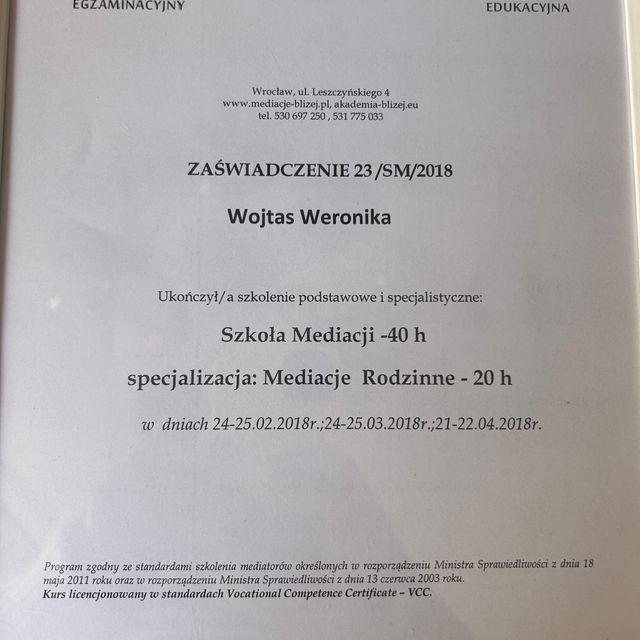 EGZAMINACYJNY
EDUKACYJNA
Wrocław, ul. Leszczyńskiego 4
www.mediacje-blizej.pl, akademia-blizej.eu
tel. 530 697 250 , 531 775 033
ZAŚWIADCZENIE 23 /SM/2018
Wojtas Weronika
Ukończył/a szkolenie podstawowe i specjalistyczne:
Szkoła Mediacji -40 h
specjalizacja: Mediacje Rodzinne - 20 h
w dniach 24-25.02.2018r.;24-25.03.2018r.;21-22.04.2018r.
Program zgodny ze standardami szkolenia mediatorów określonych w rozporządzeniu Ministra Sprawiedliwości z dnia 18
maja 2011 roku oraz w rozporządzeniu Ministra Sprawiedliwości z dnia 13 czerwca 2003 roku.
Kurs licencjonowany w standardach Vocational Competence Certificate – VCC.